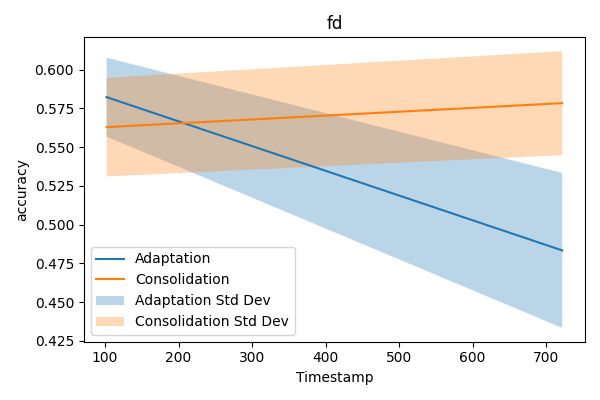 fd
accuracy
0.600
0.575
0.550
0.525
0.500
0.475
0.450
0.425
Adaptation
Consolidation
Adaptation Std Dev
Consolidation Std Dev
100 200 300 400 500 600 700
Timestamp